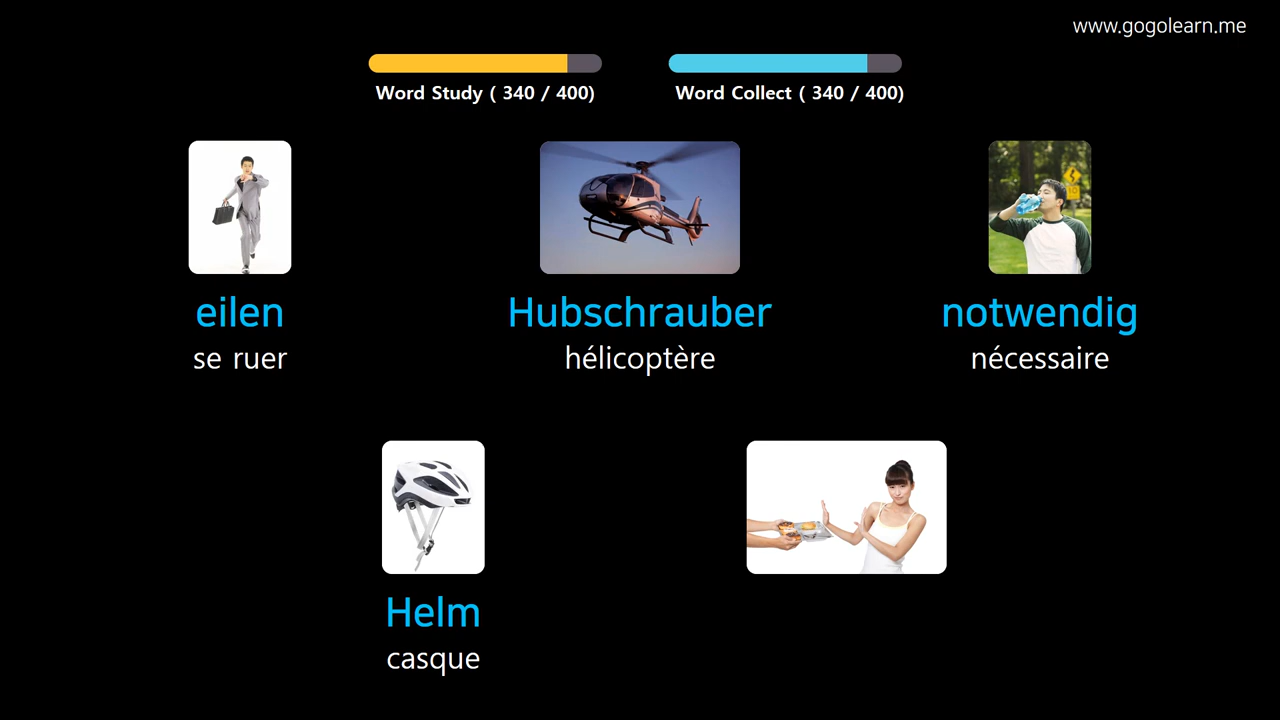 www.gogolearn.me
Word Study ( 340 / 400)
Word Collect ( 340 / 400)
eilen
se ruer
Hubschrauber
hélicoptère
notwendig
nécessaire
Helm
casque